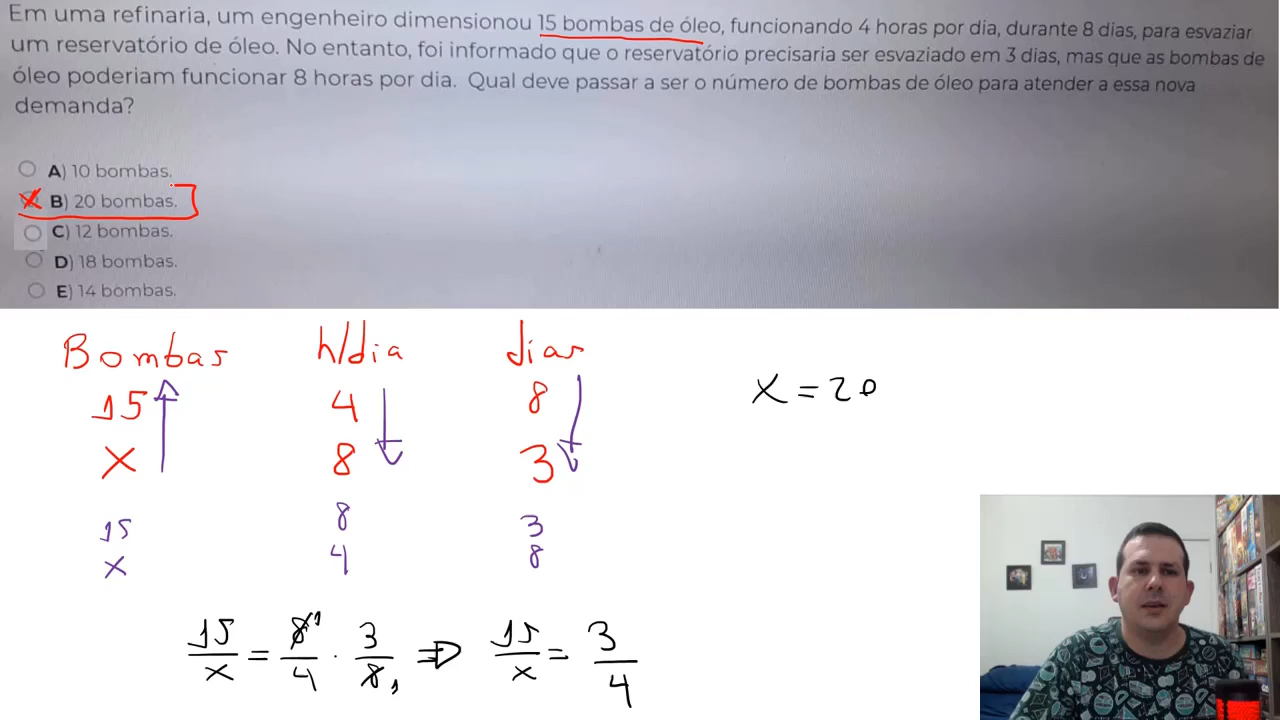 Em uma refinaria, um engenheiro dimensionou 15 bombas de óleo, funcionando 4 horas por dia, durante 8 dias, para esvaziar
um reservatório de óleo. No entanto, foi informado que o reservatório precisaria ser esvaziado em 3 dias, mas que as bombas de
óleo poderiam funcionar 8 horas por dia. Qual deve passar a ser o número de bombas de óleo para atender a essa nova
demanda?
A) 10 bombas.
X B) 20 bombas.
C) 12 bombas.
D) 18 bombas.
E) 14 bombas.
Bombas h/dia dias
15 4 8
x 8 3
x = 20
15 8 3
x 4 8
15/x = 8/4 · 3/8 ⇒ 15/x = 3/4
1 1